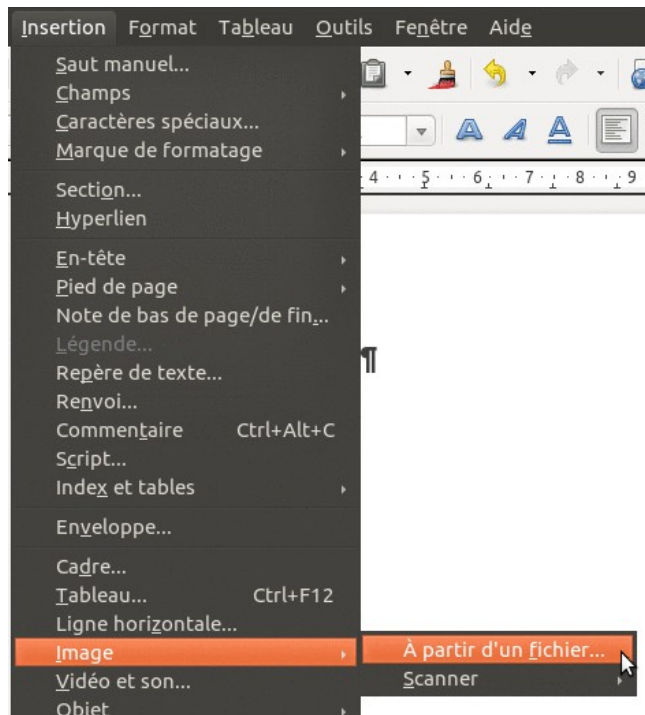 Insertion Format Tableau Outils Fenêtre Aide
Saut manuel...
Champs
Caractères spéciaux...
Marque de formatage
4 5 6 7 8 9
Section...
Hyperlien
En-tête
Pied de page
Note de bas de page/de fin...
Légende...
¶
Repère de texte...
Renvoi...
Commentaire Ctrl+Alt+C
Script...
Index et tables
Enveloppe...
Cadre...
Tableau... Ctrl+F12
Ligne horizontale...
Image À partir d'un fichier...
Vidéo et son... Scanner
Objet